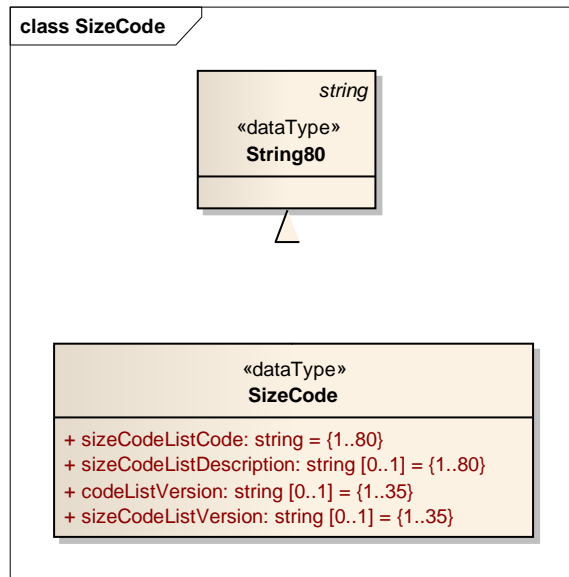 class SizeCode
string
«dataType»
String80
«dataType»
SizeCode
+ sizeCodeListCode: string = {1..80}
+ sizeCodeListDescription: string [0..1] = {1..80}
+ codeListVersion: string [0..1] = {1..35}
+ sizeCodeListVersion: string [0..1] = {1..35}